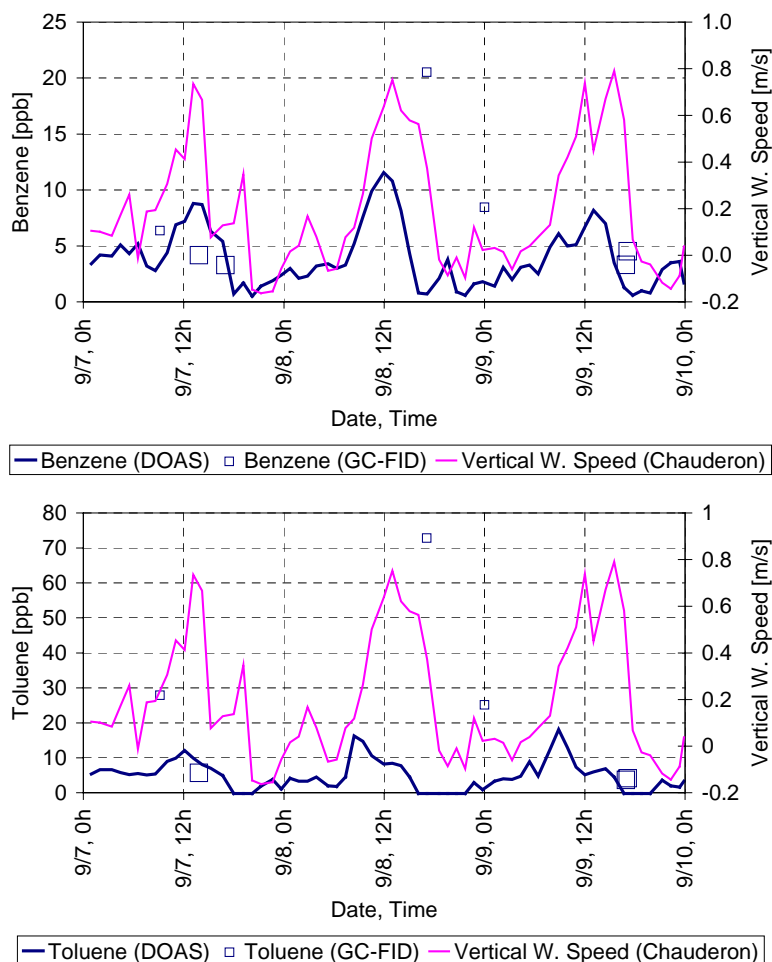 25
20
15
10
5
0
Benzene [ppb]
1.0
0.8
0.6
0.4
0.2
0.0
-0.2
Vertical W. Speed [m/s]
9/7, 0h
9/7, 12h
9/8, 0h
9/8, 12h
9/9, 0h
9/9, 12h
9/10, 0h
Date, Time
Benzene (DOAS) Benzene (GC-FID) Vertical W. Speed (Chauderon)
80
70
60
50
40
30
20
10
0
Toluene [ppb]
1
0.8
0.6
0.4
0.2
0
-0.2
Vertical W. Speed [m/s]
9/7, 0h
9/7, 12h
9/8, 0h
9/8, 12h
9/9, 0h
9/9, 12h
9/10, 0h
Date, Time
Toluene (DOAS) Toluene (GC-FID) Vertical W. Speed (Chauderon)